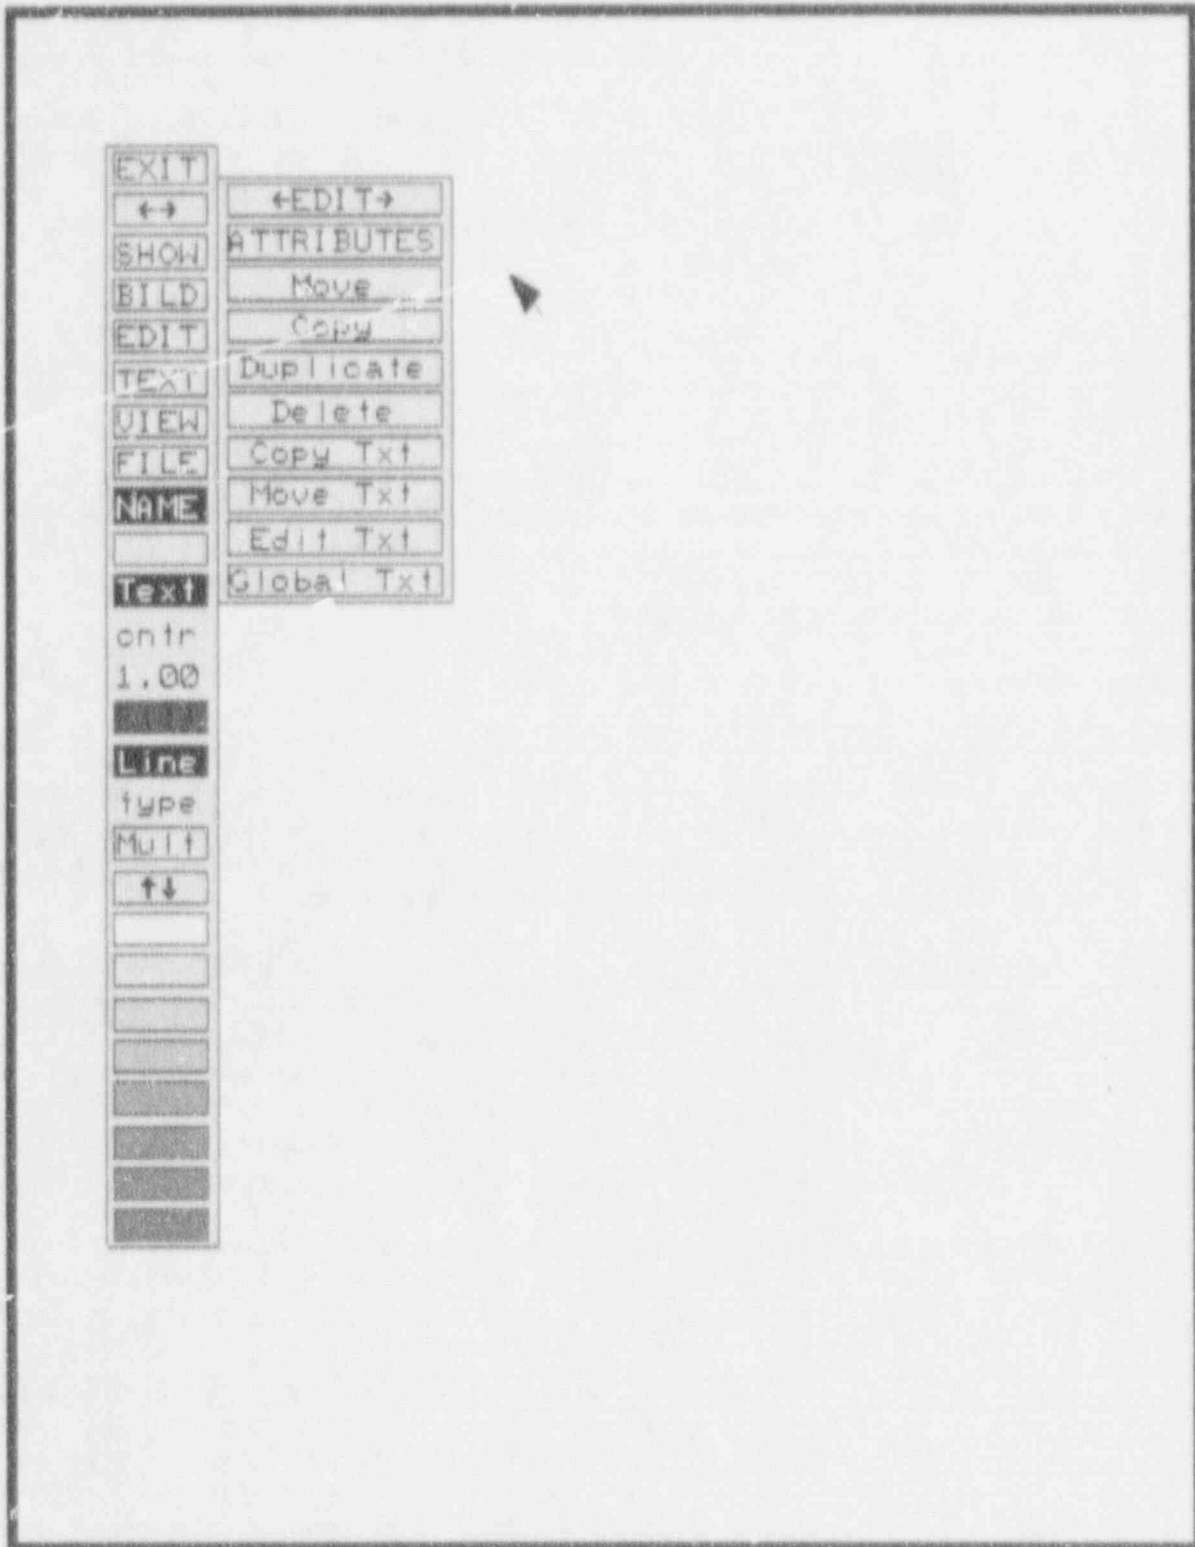 EXIT
←→
SHOW
BILD
EDIT
TEXT
VIEW
FILE
NAME
Text
cntr
1.00
Line
type
Mult
↑↓
←EDIT→
ATTRIBUTES
Move
Copy
Duplicate
Delete
Copy Txt
Move Txt
Edit Txt
Global Txt